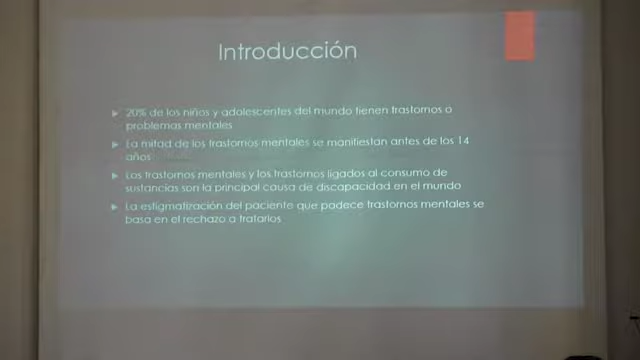 Introducción
20% de los niños y adolescentes del mundo tienen trastornos o
problemas mentales
La mitad de los trastornos mentales se manifiestan antes de los 14
años
Los trastornos mentales y los trastornos ligados al consumo de
sustancias son la principal causa de discapacidad en el mundo
La estigmatización del paciente que padece trastornos mentales se
basa en el rechazo a tratarlos